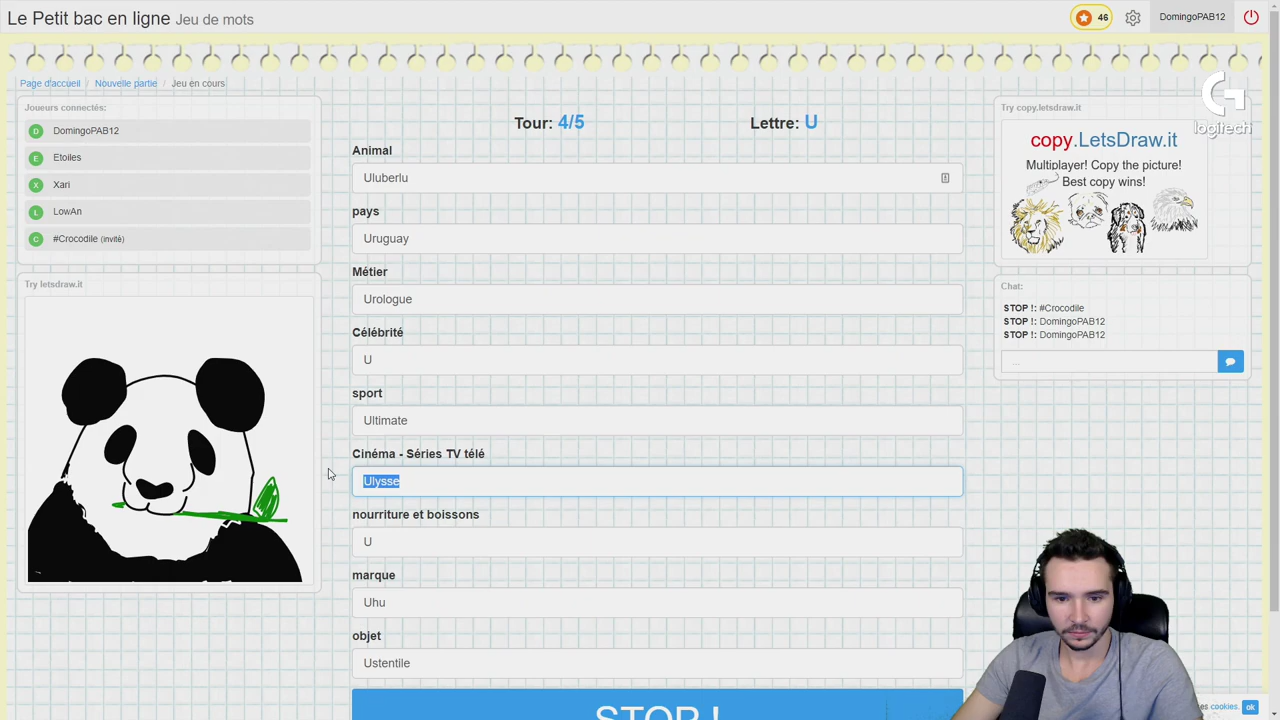 Le Petit bac en ligne Jeu de mots
46
DomingoPAB12
Page d'accueil / Nouvelle partie / Jeu en cours
Joueurs connectés:
D DomingoPAB12
E Etoiles
X Xari
L LowAn
C #Crocodile (invité)
Try letsdraw.it
Tour: 4/5
Lettre: U
Animal
Uluberlu
pays
Uruguay
Métier
Urologue
Célébrité
U
sport
Ultimate
Cinéma - Séries TV télé
Ulysse
nourriture et boissons
U
marque
Uhu
objet
Ustentile
STOP !
Try copy.letsdraw.it
logitech
copy.LetsDraw.it
Multiplayer! Copy the picture!
Best copy wins!
Chat:
STOP !: #Crocodile
STOP !: DomingoPAB12
STOP !: DomingoPAB12
...
cookies. ok